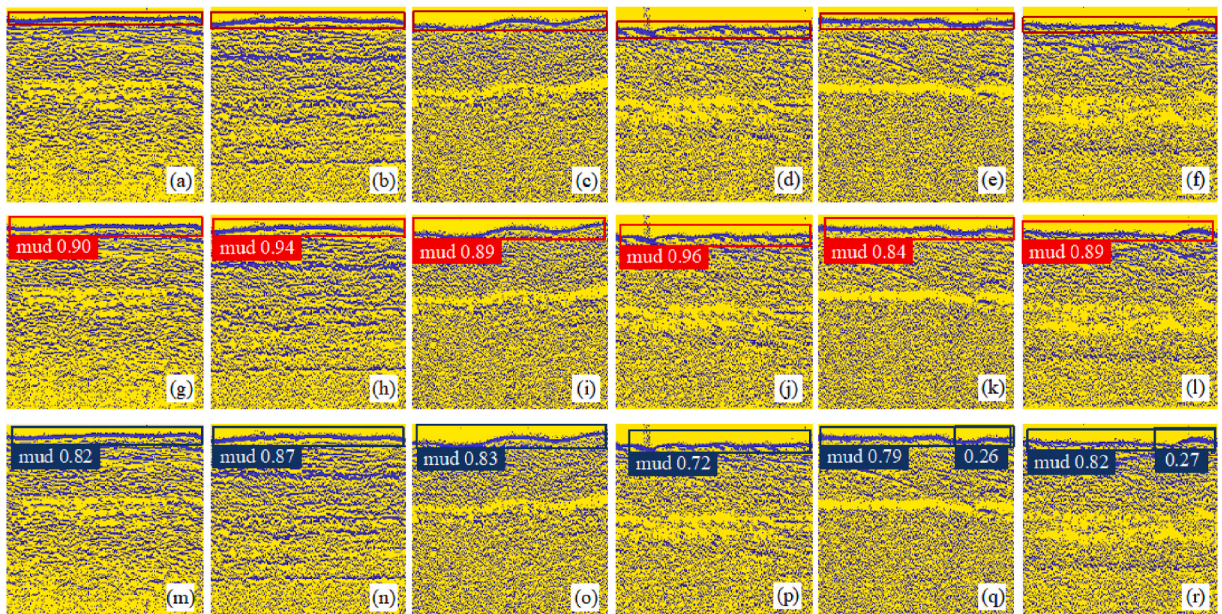 (a) (b) (c) (d) (e) (f)
mud 0.90 mud 0.94 mud 0.89 mud 0.96 mud 0.84 mud 0.89
(g) (h) (i) (j) (k) (l)
mud 0.82 mud 0.87 mud 0.83 mud 0.72 mud 0.79 0.26 mud 0.82 0.27
(m) (n) (o) (p) (q) (r)